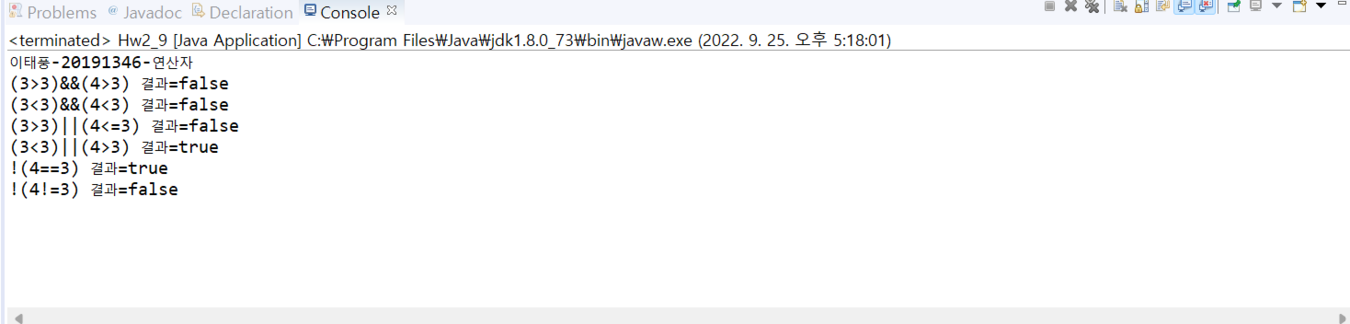 Problems @ Javadoc Declaration Console
<terminated> Hw2_9 [Java Application] C:₩Program Files₩Java₩jdk1.8.0_73₩bin₩javaw.exe (2022. 9. 25. 오후 5:18:01)
이태풍-20191346-연산자
(3>3)&&(4>3) 결과=false
(3<3)&&(4<3) 결과=false
(3>3)||(4<=3) 결과=false
(3<3)||(4>3) 결과=true
!(4==3) 결과=true
!(4!=3) 결과=false